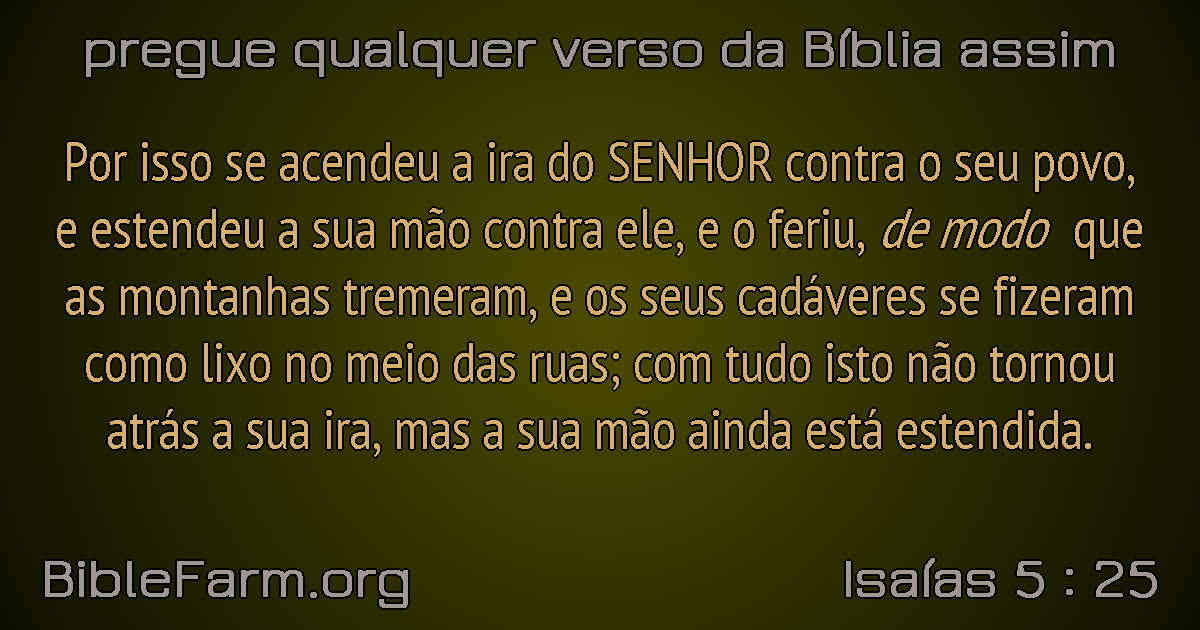 pregue qualquer verso da Bíblia assim
Por isso se acendeu a ira do SENHOR contra o seu povo,
e estendeu a sua mão contra ele, e o feriu, de modo que
as montanhas tremeram, e os seus cadáveres se fizeram
como lixo no meio das ruas; com tudo isto não tornou
atrás a sua ira, mas a sua mão ainda está estendida.
BibleFarm.org
Isaías 5 : 25